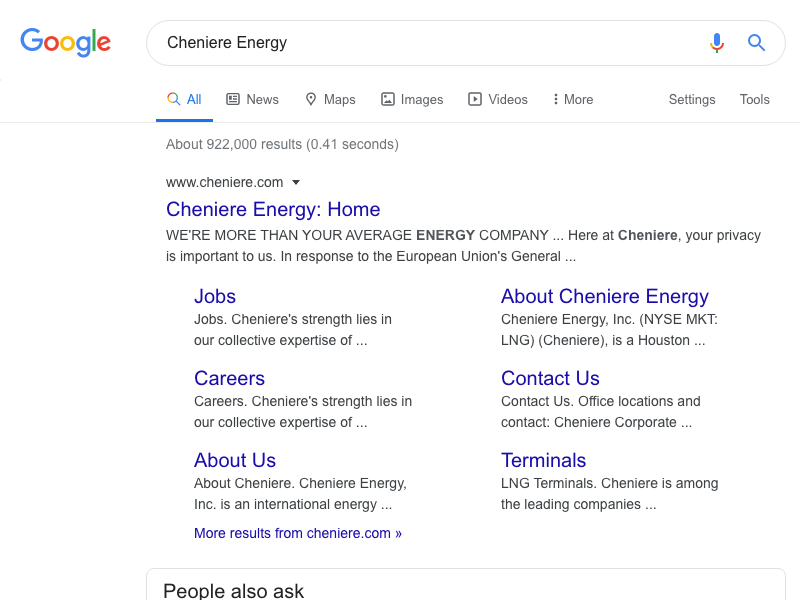 Google
Cheniere Energy
All News Maps Images Videos More Settings Tools
About 922,000 results (0.41 seconds)
www.cheniere.com
Cheniere Energy: Home
WE'RE MORE THAN YOUR AVERAGE ENERGY COMPANY ... Here at Cheniere, your privacy
is important to us. In response to the European Union's General ...
Jobs
Jobs. Cheniere's strength lies in
our collective expertise of ...
About Cheniere Energy
Cheniere Energy, Inc. (NYSE MKT:
LNG) (Cheniere), is a Houston ...
Careers
Careers. Cheniere's strength lies in
our collective expertise of ...
Contact Us
Contact Us. Office locations and
contact: Cheniere Corporate ...
About Us
About Cheniere. Cheniere Energy,
Inc. is an international energy ...
Terminals
LNG Terminals. Cheniere is among
the leading companies ...
More results from cheniere.com »
People also ask